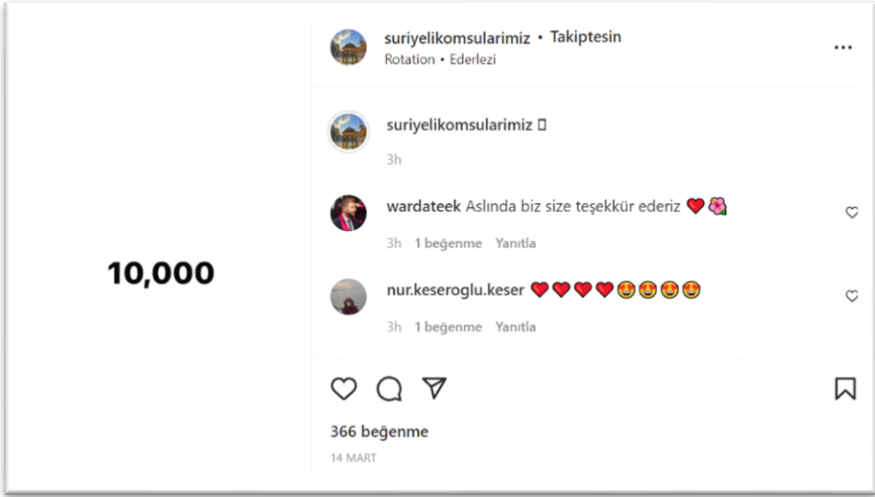 suriyelikomsularimiz • Takiptesin
Rotation • Ederlezi
suriyelikomsularimiz
3h
wardateek Aslında biz size teşekkür ederiz ❤️🌺
3h 1 beğenme Yanıtla
10,000
nur.keseroglu.keser ❤️❤️❤️❤️😍😍😍😍
3h 1 beğenme Yanıtla
366 beğenme
14 MART